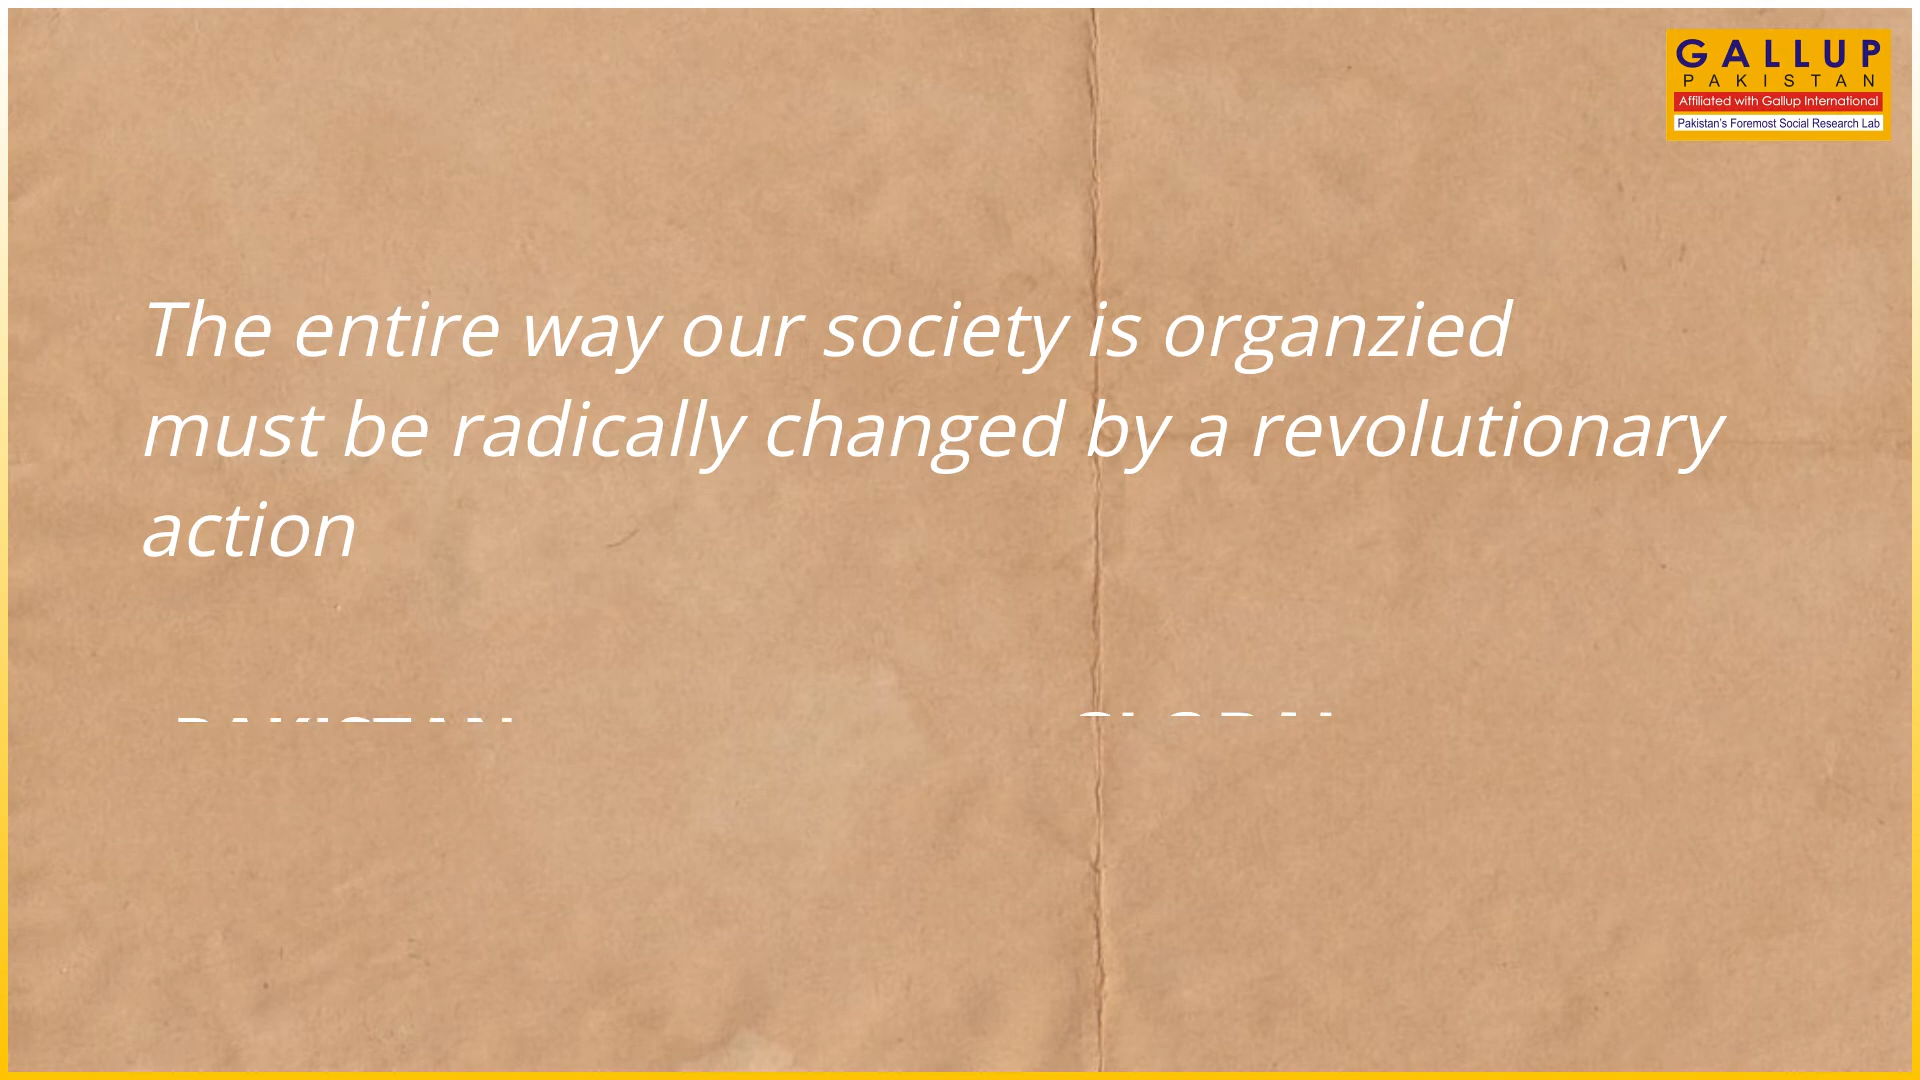 GALLUP
PAKISTAN
Affiliated with Gallup International
Pakistan's Foremost Social Research Lab
The entire way our society is organzied
must be radically changed by a revolutionary
action